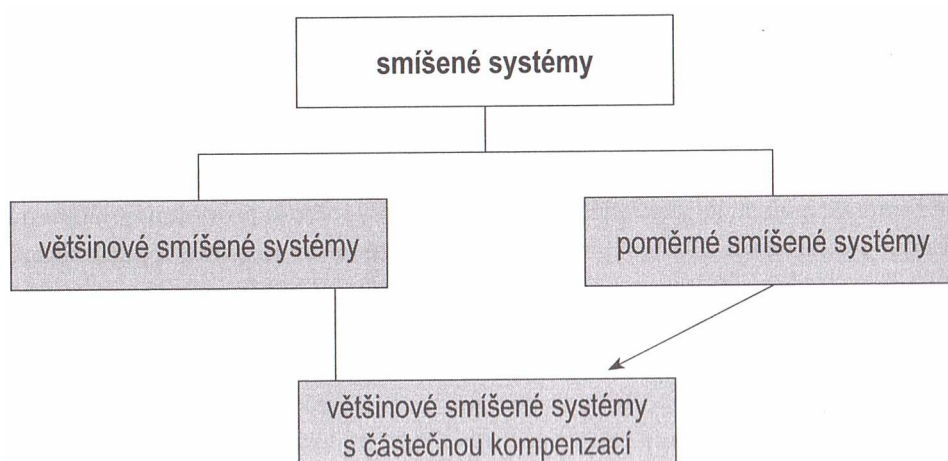 smíšené systémy
většinové smíšené systémy
poměrné smíšené systémy
většinové smíšené systémy
s částečnou kompenzací